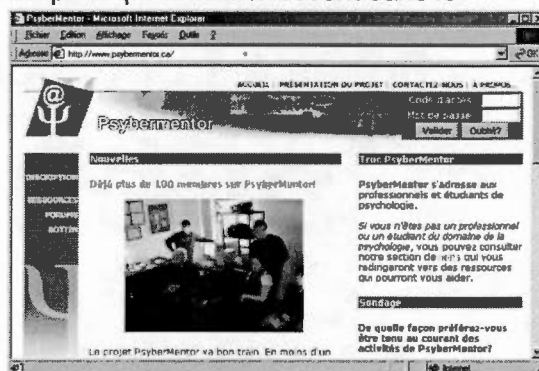 PsyberMentor - Microsoft Internet Explorer
Fichier Edition Affichage Favoris Outils ?
Adresse http://www.psybermentor.ca/ OK
ACCUEIL | PRÉSENTATION DU PROJET | CONTACTEZ-NOUS | À PROPOS
Code d'accès
Mot de passe
Psybermentor
Valider Oublié?
Nouvelles
Déjà plus de 100 membres sur PsyberMentor!
Le projet PsyberMentor va bon train. En moins d'un
DESCRIPTION
RESSOURCES
FORUMS
BOTTIN
Truc PsyberMentor
PsyberMentor s'adresse aux
professionnels et étudiants de
psychologie.
Si vous n'êtes pas un professionnel
ou un étudiant du domaine de la
psychologie, vous pouvez consulter
notre section de liens qui vous
redirigeront vers des ressources
qui pourront vous aider.
Sondage
De quelle façon préférez-vous
être tenu au courant des
activités de PsyberMentor?
Internet